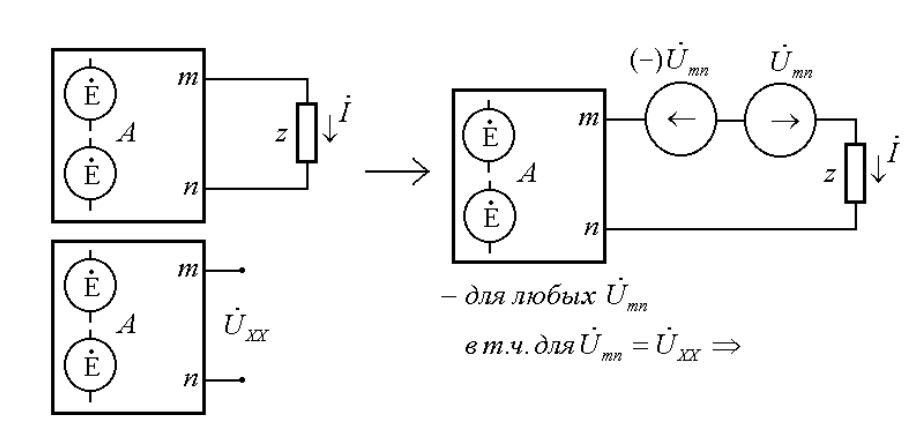 Ė
Ė
A
m
n
z
İ
(−)U̇mn
U̇mn
Ė
Ė
A
m
n
z
İ
Ė
Ė
A
m
n
U̇XX
– для любых U̇mn
в т.ч. для U̇mn = U̇XX ⇒